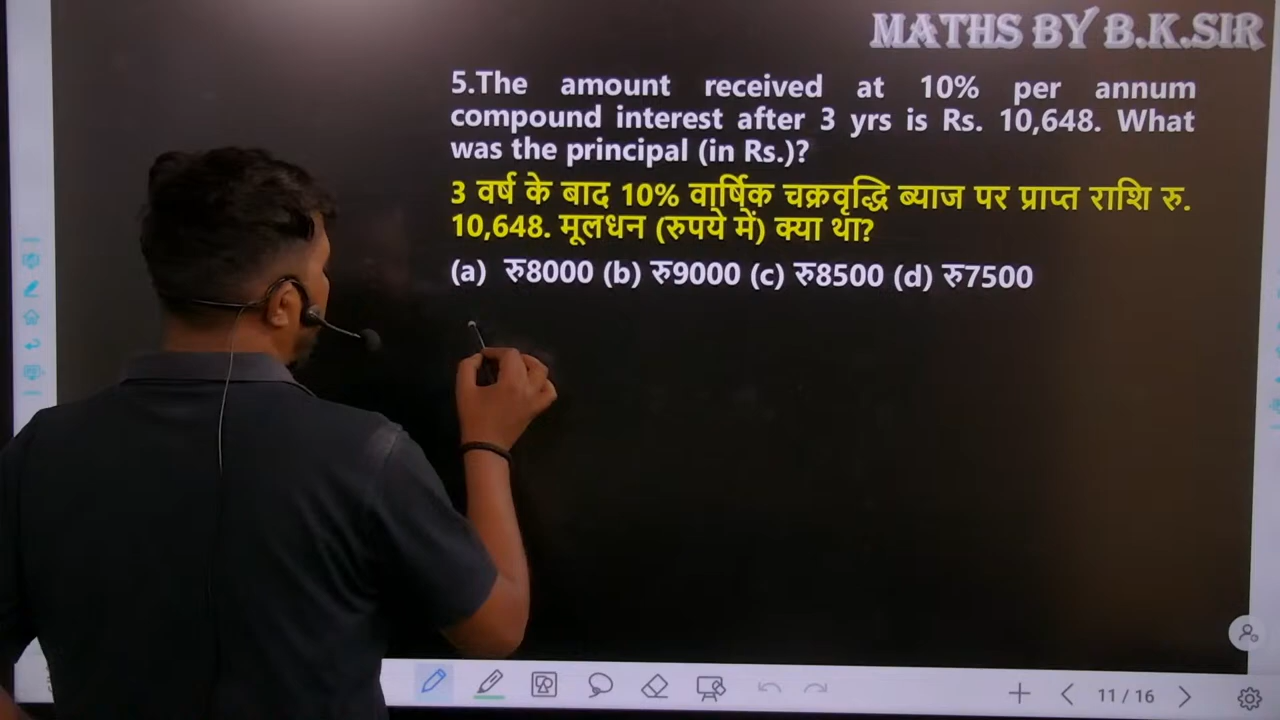 MATHS BY B.K.SIR
5.The amount received at 10% per annum
compound interest after 3 yrs is Rs. 10,648. What
was the principal (in Rs.)?
3 वर्ष के बाद 10% वार्षिक चक्रवृद्धि ब्याज पर प्राप्त राशि रु.
10,648. मूलधन (रुपये में) क्या था?
(a) रु8000 (b) रु9000 (c) रु8500 (d) रु7500
11 / 16